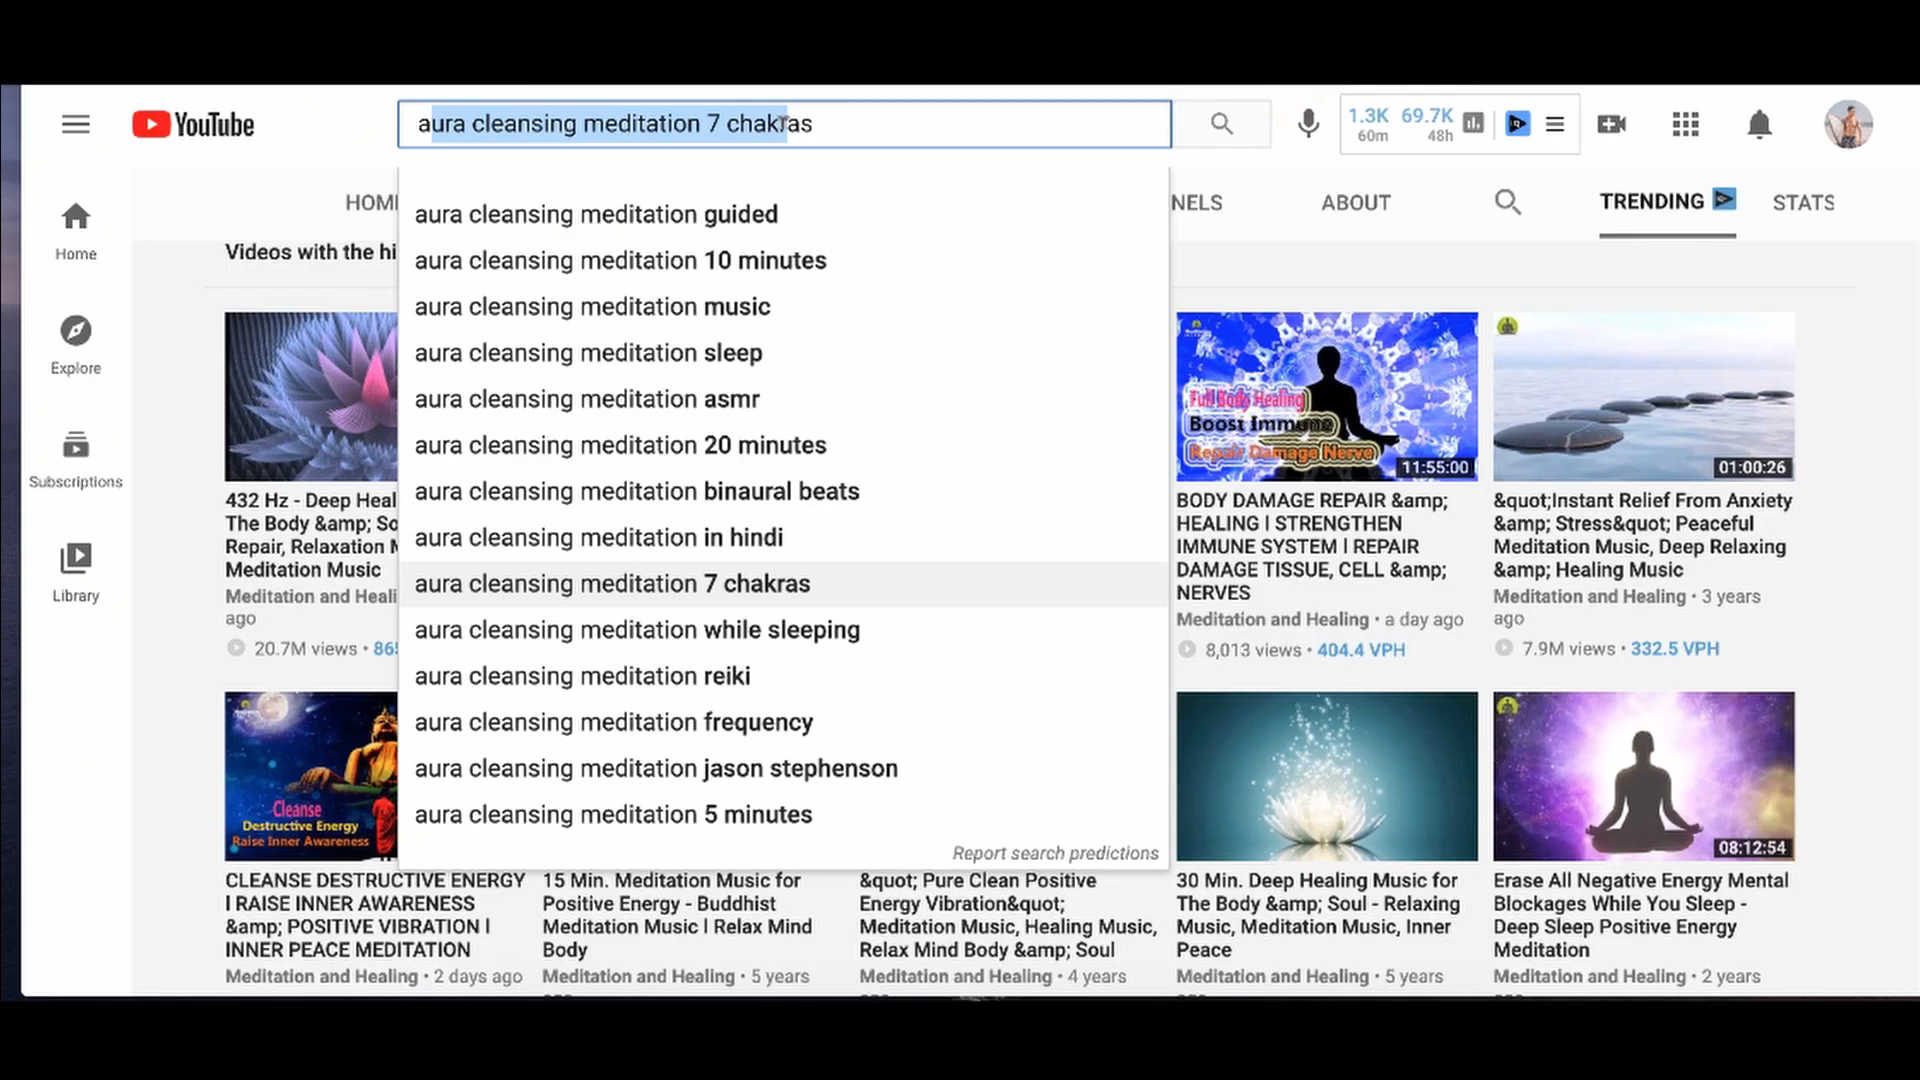 YouTube
aura cleansing meditation 7 chakras
1.3K 69.7K
60m 48h
HOM
NELS
ABOUT
TRENDING
STATS
Home
Explore
Subscriptions
Library
Videos with the hi
aura cleansing meditation guided
aura cleansing meditation 10 minutes
aura cleansing meditation music
aura cleansing meditation sleep
aura cleansing meditation asmr
aura cleansing meditation 20 minutes
aura cleansing meditation binaural beats
aura cleansing meditation in hindi
aura cleansing meditation 7 chakras
aura cleansing meditation while sleeping
aura cleansing meditation reiki
aura cleansing meditation frequency
aura cleansing meditation jason stephenson
aura cleansing meditation 5 minutes
Report search predictions
432 Hz - Deep Heal
The Body &amp; So
Repair, Relaxation M
Meditation Music
Meditation and Heali
ago
20.7M views • 865
Full Body Healing
Boost Immune
Repair Damage Nerve
11:55:00
BODY DAMAGE REPAIR &amp;
HEALING l STRENGTHEN
IMMUNE SYSTEM l REPAIR
DAMAGE TISSUE, CELL &amp;
NERVES
Meditation and Healing • a day ago
8,013 views • 404.4 VPH
01:00:26
&quot;Instant Relief From Anxiety
&amp; Stress&quot; Peaceful
Meditation Music, Deep Relaxing
&amp; Healing Music
Meditation and Healing • 3 years
ago
7.9M views • 332.5 VPH
Cleanse
Destructive Energy
Raise Inner Awareness
CLEANSE DESTRUCTIVE ENERGY
l RAISE INNER AWARENESS
&amp; POSITIVE VIBRATION l
INNER PEACE MEDITATION
Meditation and Healing • 2 days ago
15 Min. Meditation Music for
Positive Energy - Buddhist
Meditation Music l Relax Mind
Body
Meditation and Healing • 5 years
&quot; Pure Clean Positive
Energy Vibration&quot;
Meditation Music, Healing Music,
Relax Mind Body &amp; Soul
Meditation and Healing • 4 years
30 Min. Deep Healing Music for
The Body &amp; Soul - Relaxing
Music, Meditation Music, Inner
Peace
Meditation and Healing • 5 years
08:12:54
Erase All Negative Energy Mental
Blockages While You Sleep -
Deep Sleep Positive Energy
Meditation
Meditation and Healing • 2 years